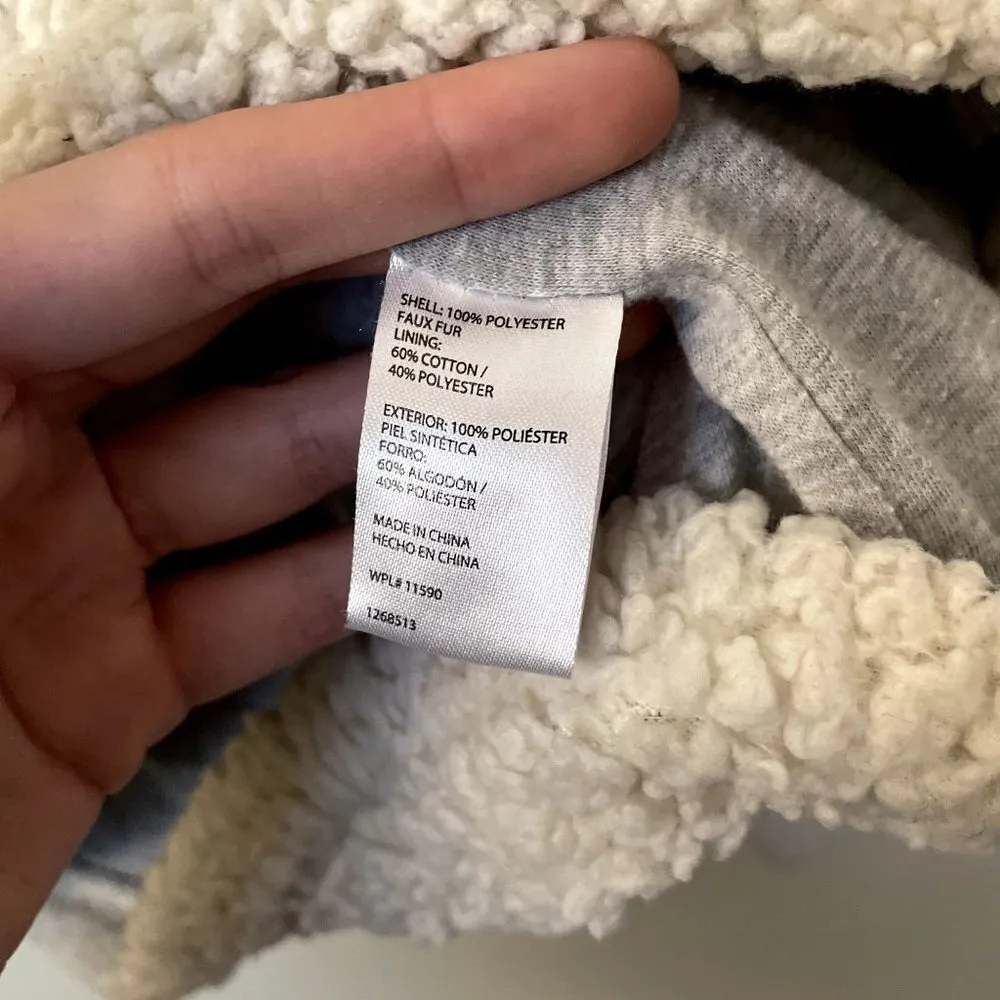 SHELL: 100% POLYESTER
FAUX FUR
LINING:
60% COTTON /
40% POLYESTER
EXTERIOR: 100% POLIÉSTER
PIEL SINTÉTICA
FORRO:
60% ALGODÓN /
40% POLIÉSTER
MADE IN CHINA
HECHO EN CHINA
WPL# 11590
1268513